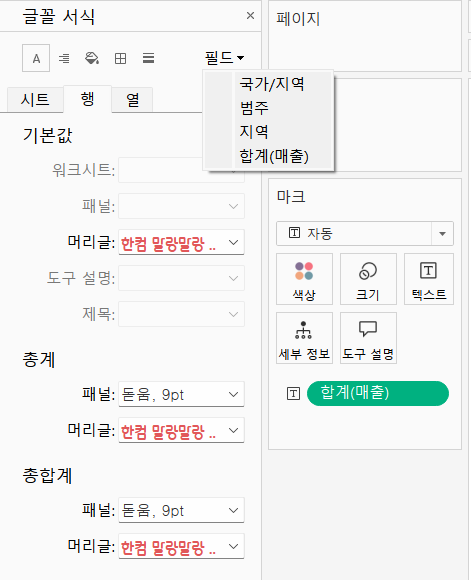 글꼴 서식 ×
A 필드
국가/지역
범주
지역
합계(매출)
시트 행 열
기본값
워크시트:
패널:
머리글: 한컴 말랑말랑 ..
도구 설명:
제목:
총계
패널: 돋움, 9pt
머리글: 한컴 말랑말랑 ..
총합계
패널: 돋움, 9pt
머리글: 한컴 말랑말랑 ..
페이지
마크
T 자동
색상 크기 T 텍스트
세부 정보 도구 설명
T 합계(매출)